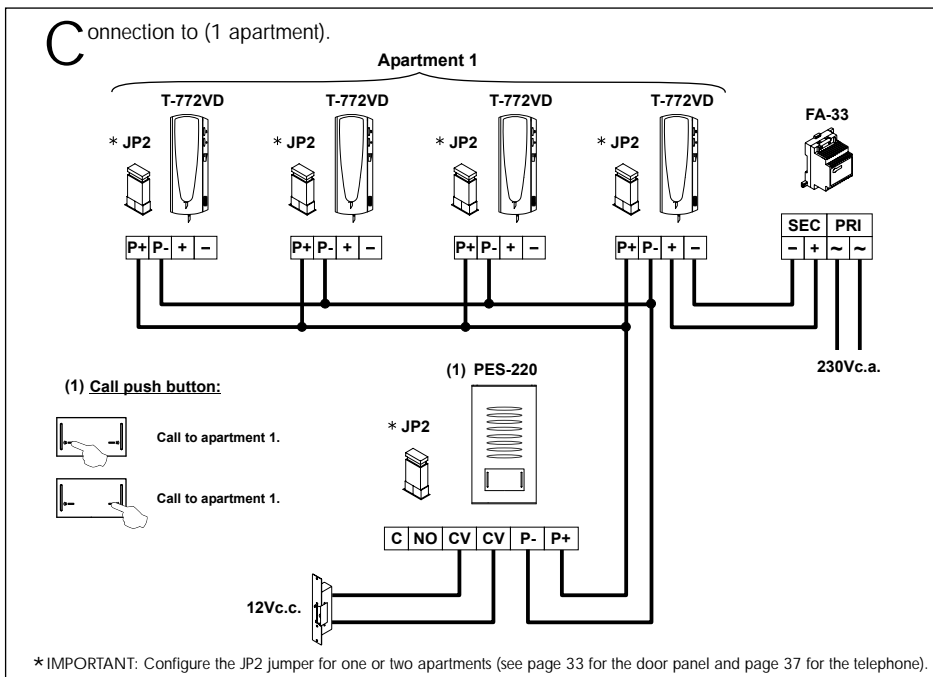 Connection to (1 apartment).
Apartment 1
T-772VD T-772VD T-772VD T-772VD
FA-33
* JP2 * JP2 * JP2 * JP2
SEC PRI
P+ P- + – P+ P- + – P+ P- + – P+ P- + – – + ~ ~
230Vc.a.
(1) PES-220
(1) Call push button:
* JP2
Call to apartment 1.
Call to apartment 1.
C NO CV CV P- P+
12Vc.c.
* IMPORTANT: Configure the JP2 jumper for one or two apartments (see page 33 for the door panel and page 37 for the telephone).